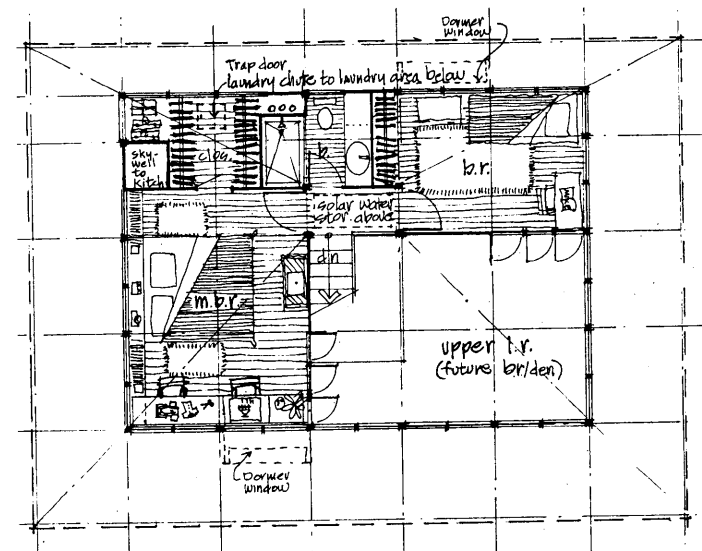 Dormer
window
Trap door
laundry chute to laundry area below
clos.
b.
sky
well
to
kitch
b.r.
solar water
stor. above
dn
m.b.r.
upper l.r.
(future br/den)
Dormer
window